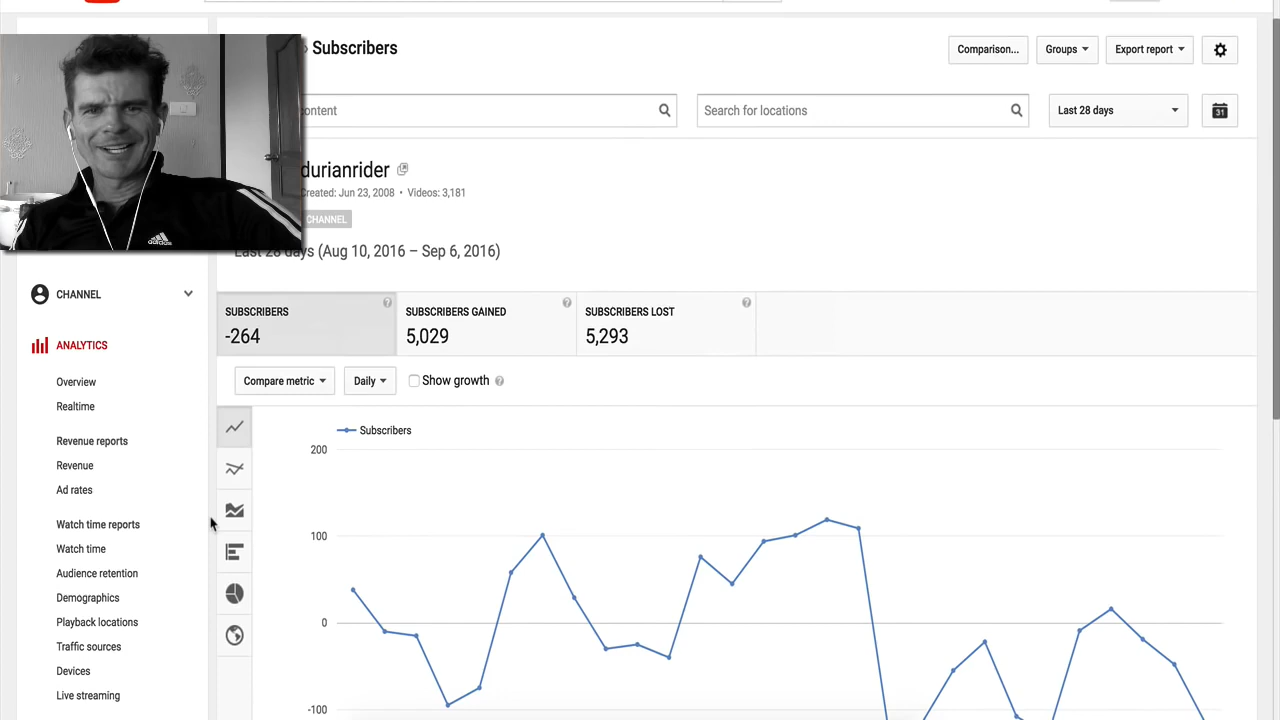 Subscribers
Comparison...
Groups
Export report
content
Search for locations
Last 28 days
31
durianrider
Created: Jun 23, 2008 • Videos: 3,181
CHANNEL
Last 28 days (Aug 10, 2016 – Sep 6, 2016)
adidas
CHANNEL
ANALYTICS
Overview
Realtime
Revenue reports
Revenue
Ad rates
Watch time reports
Watch time
Audience retention
Demographics
Playback locations
Traffic sources
Devices
Live streaming
SUBSCRIBERS ?
-264
SUBSCRIBERS GAINED ?
5,029
SUBSCRIBERS LOST ?
5,293
Compare metric
Daily
Show growth ?
Subscribers
200
100
0
-100